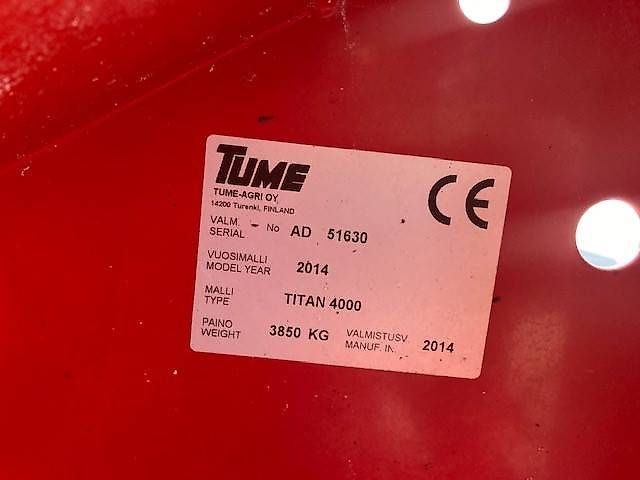 TUME
TUME-AGRI OY
14200 Turenki, FINLAND
CE
VALM.
SERIAL No AD 51630
VUOSIMALLI
MODEL YEAR 2014
MALLI
TYPE TITAN 4000
PAINO
WEIGHT 3850 KG
VALMISTUSV.
MANUF. IN. 2014